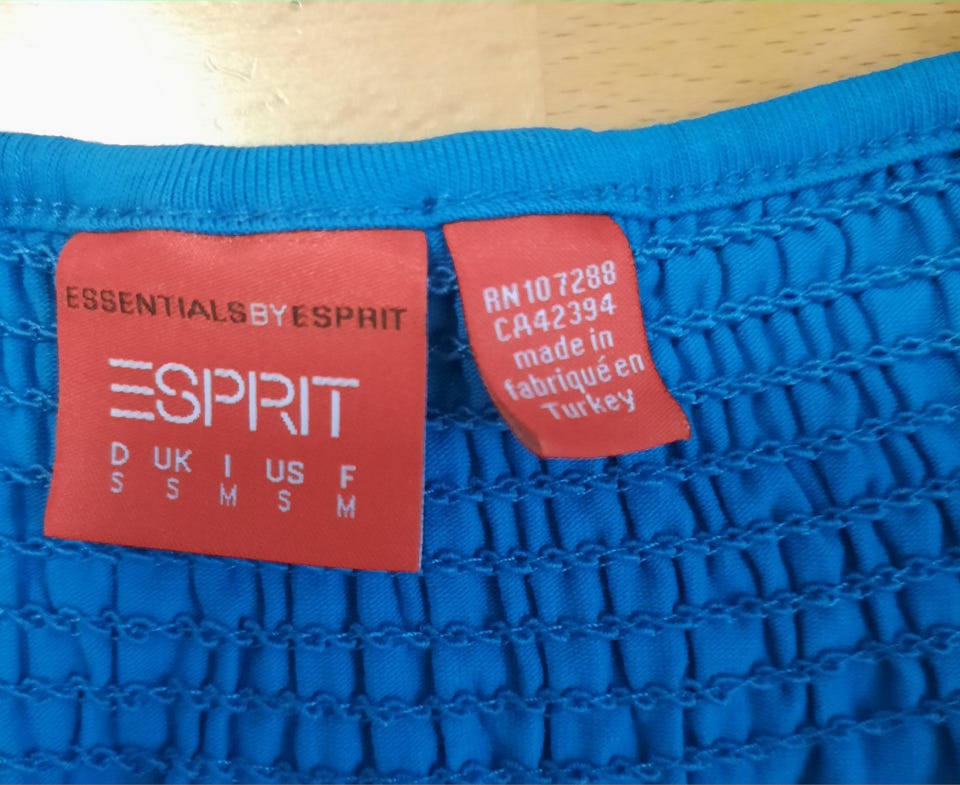 ESSENTIALSBYESPRIT
ESPRIT
D UK I US F
S S M S M
RN107288
CA42394
made in
fabriqué en
Turkey